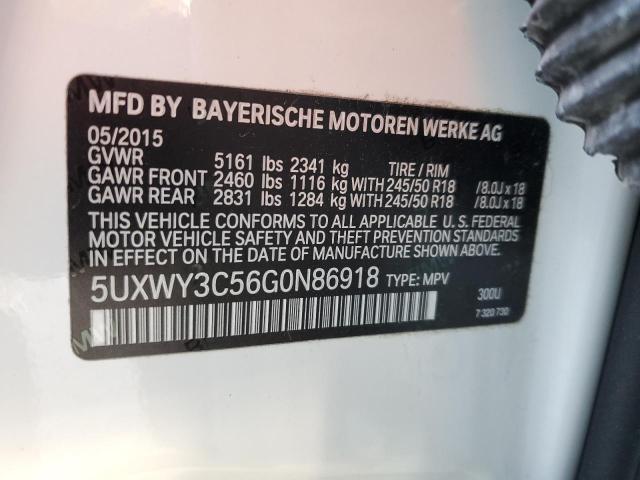 MFD BY BAYERISCHE MOTOREN WERKE AG
05/2015
GVWR 5161 lbs 2341 kg TIRE / RIM
GAWR FRONT 2460 lbs 1116 kg WITH 245/50 R18 /8.0J x 18
GAWR REAR 2831 lbs 1284 kg WITH 245/50 R18 /8.0J x 18
THIS VEHICLE CONFORMS TO ALL APPLICABLE U.S. FEDERAL
MOTOR VEHICLE SAFETY AND THEFT PREVENTION STANDARDS
IN EFFECT ON THE DATE OF MANUFACTURE SHOWN ABOVE.
5UXWY3C56G0N86918 TYPE: MPV
300U
7 320 730